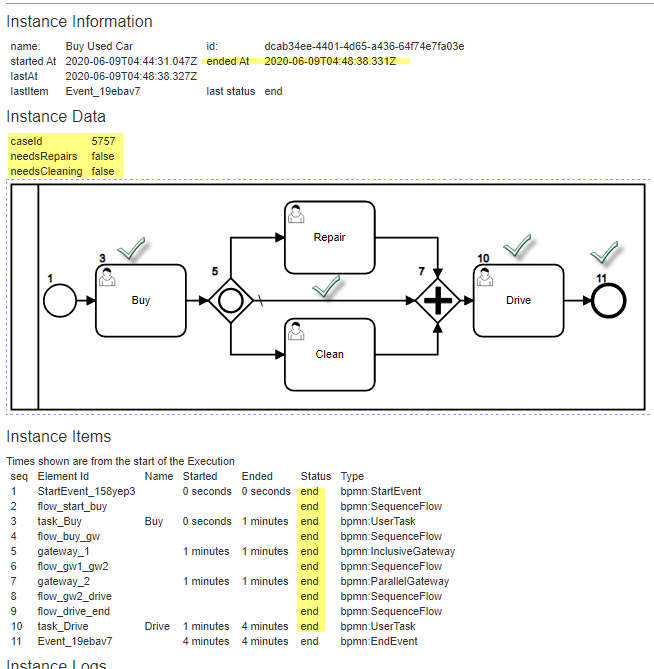 Instance Information
name: Buy Used Car id: dcab34ee-4401-4d65-a436-64f74e7fa03e
started At 2020-06-09T04:44:31.047Z ended At 2020-06-09T04:48:38.331Z
lastAt 2020-06-09T04:48:38.327Z
lastItem Event_19ebav7 last status end
Instance Data
caseId 5757
needsRepairs false
needsCleaning false
Repair
3
10
1
5
7
11
Buy
Drive
Clean
Instance Items
Times shown are from the start of the Execution
seq Element Id Name Started Ended Status Type
1 StartEvent_158yep3 0 seconds 0 seconds end bpmn:StartEvent
2 flow_start_buy end bpmn:SequenceFlow
3 task_Buy Buy 0 seconds 1 minutes end bpmn:UserTask
4 flow_buy_gw end bpmn:SequenceFlow
5 gateway_1 1 minutes 1 minutes end bpmn:InclusiveGateway
6 flow_gw1_gw2 end bpmn:SequenceFlow
7 gateway_2 1 minutes 1 minutes end bpmn:ParallelGateway
8 flow_gw2_drive end bpmn:SequenceFlow
9 flow_drive_end end bpmn:SequenceFlow
10 task_Drive Drive 1 minutes 4 minutes end bpmn:UserTask
11 Event_19ebav7 4 minutes 4 minutes end bpmn:EndEvent
Instance Logs